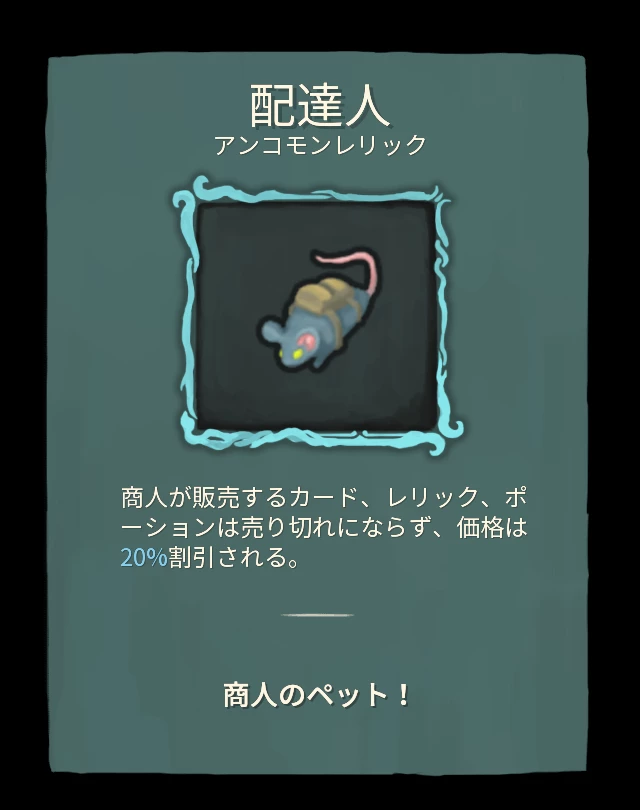 配達人
アンコモンレリック
商人が販売するカード、レリック、ポ
ーションは売り切れにならず、価格は
20%割引される。
商人のペット！